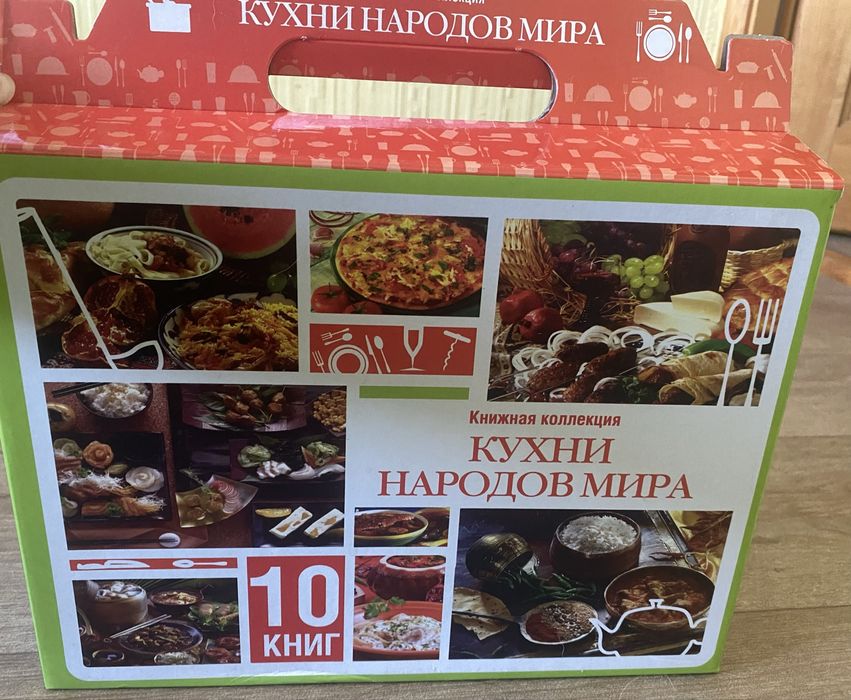 КУХНИ НАРОДОВ МИРА
Книжная коллекция
КУХНИ
НАРОДОВ МИРА
10
КНИГ